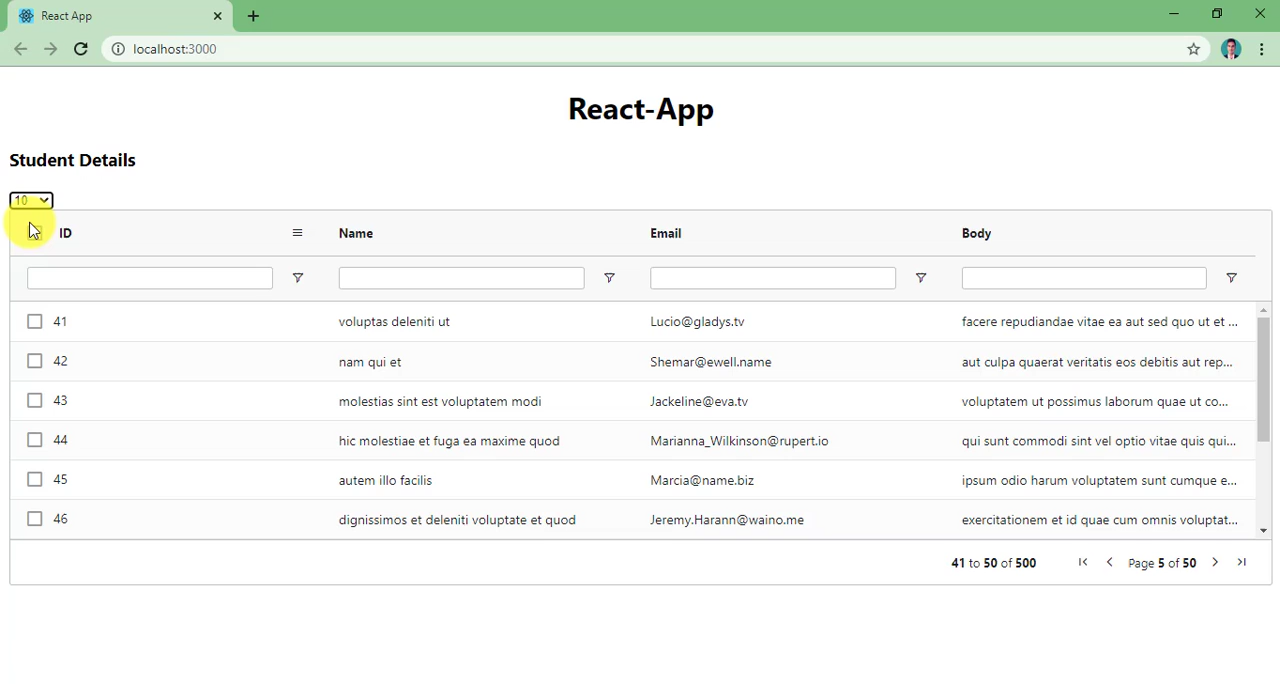 React App
localhost:3000
React-App
Student Details
10
ID Name Email Body
41 voluptas deleniti ut Lucio@gladys.tv facere repudiandae vitae ea aut sed quo ut et ...
42 nam qui et Shemar@ewell.name aut culpa quaerat veritatis eos debitis aut rep...
43 molestias sint est voluptatem modi Jackeline@eva.tv voluptatem ut possimus laborum quae ut co...
44 hic molestiae et fuga ea maxime quod Marianna_Wilkinson@rupert.io qui sunt commodi sint vel optio vitae quis qui...
45 autem illo facilis Marcia@name.biz ipsum odio harum voluptatem sunt cumque e...
46 dignissimos et deleniti voluptate et quod Jeremy.Harann@waino.me exercitationem et id quae cum omnis voluptat...
41 to 50 of 500 Page 5 of 50